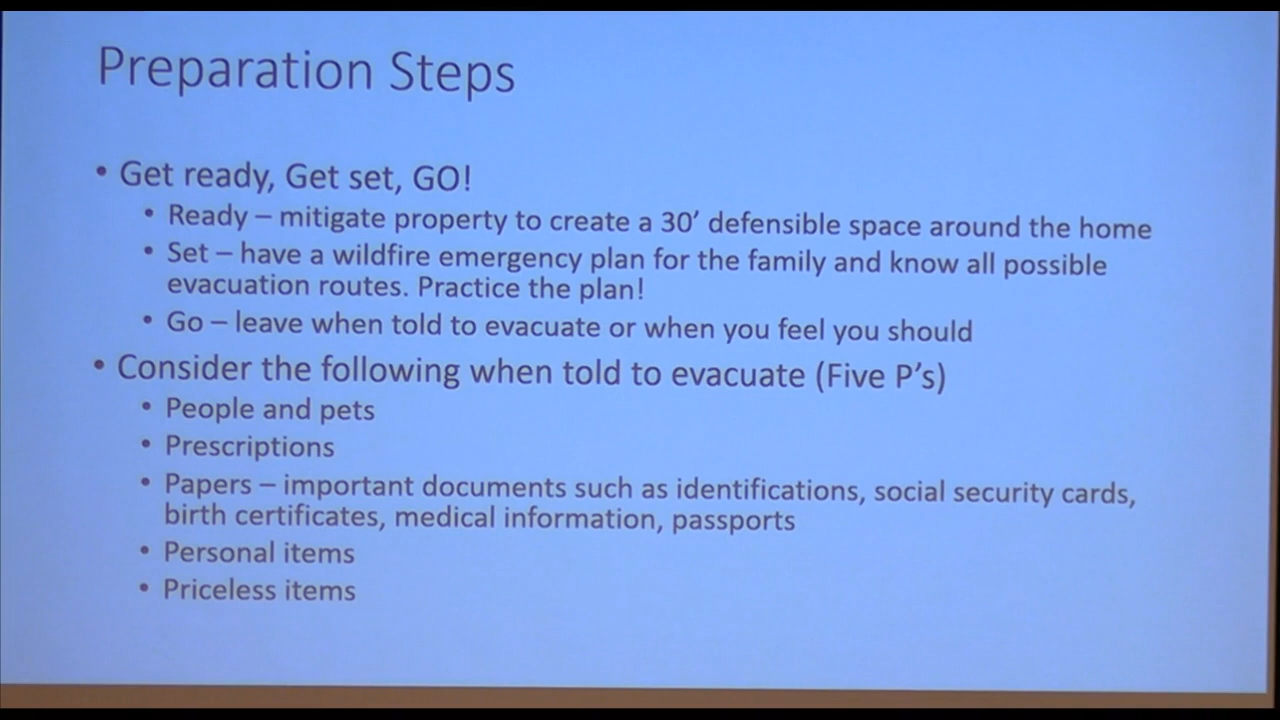 Preparation Steps
• Get ready, Get set, GO!
• Ready – mitigate property to create a 30’ defensible space around the home
• Set – have a wildfire emergency plan for the family and know all possible
evacuation routes. Practice the plan!
• Go – leave when told to evacuate or when you feel you should
• Consider the following when told to evacuate (Five P’s)
• People and pets
• Prescriptions
• Papers – important documents such as identifications, social security cards,
birth certificates, medical information, passports
• Personal items
• Priceless items